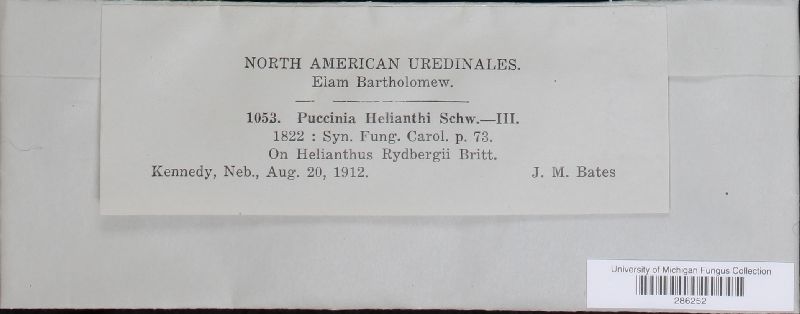 NORTH AMERICAN UREDINALES.
Elam Bartholomew.
1053. Puccinia Helianthi Schw.—III.
1822 : Syn. Fung. Carol. p. 73.
On Helianthus Rydbergii Britt.
Kennedy, Neb., Aug. 20, 1912. J. M. Bates
University of Michigan Fungus Collection
286252